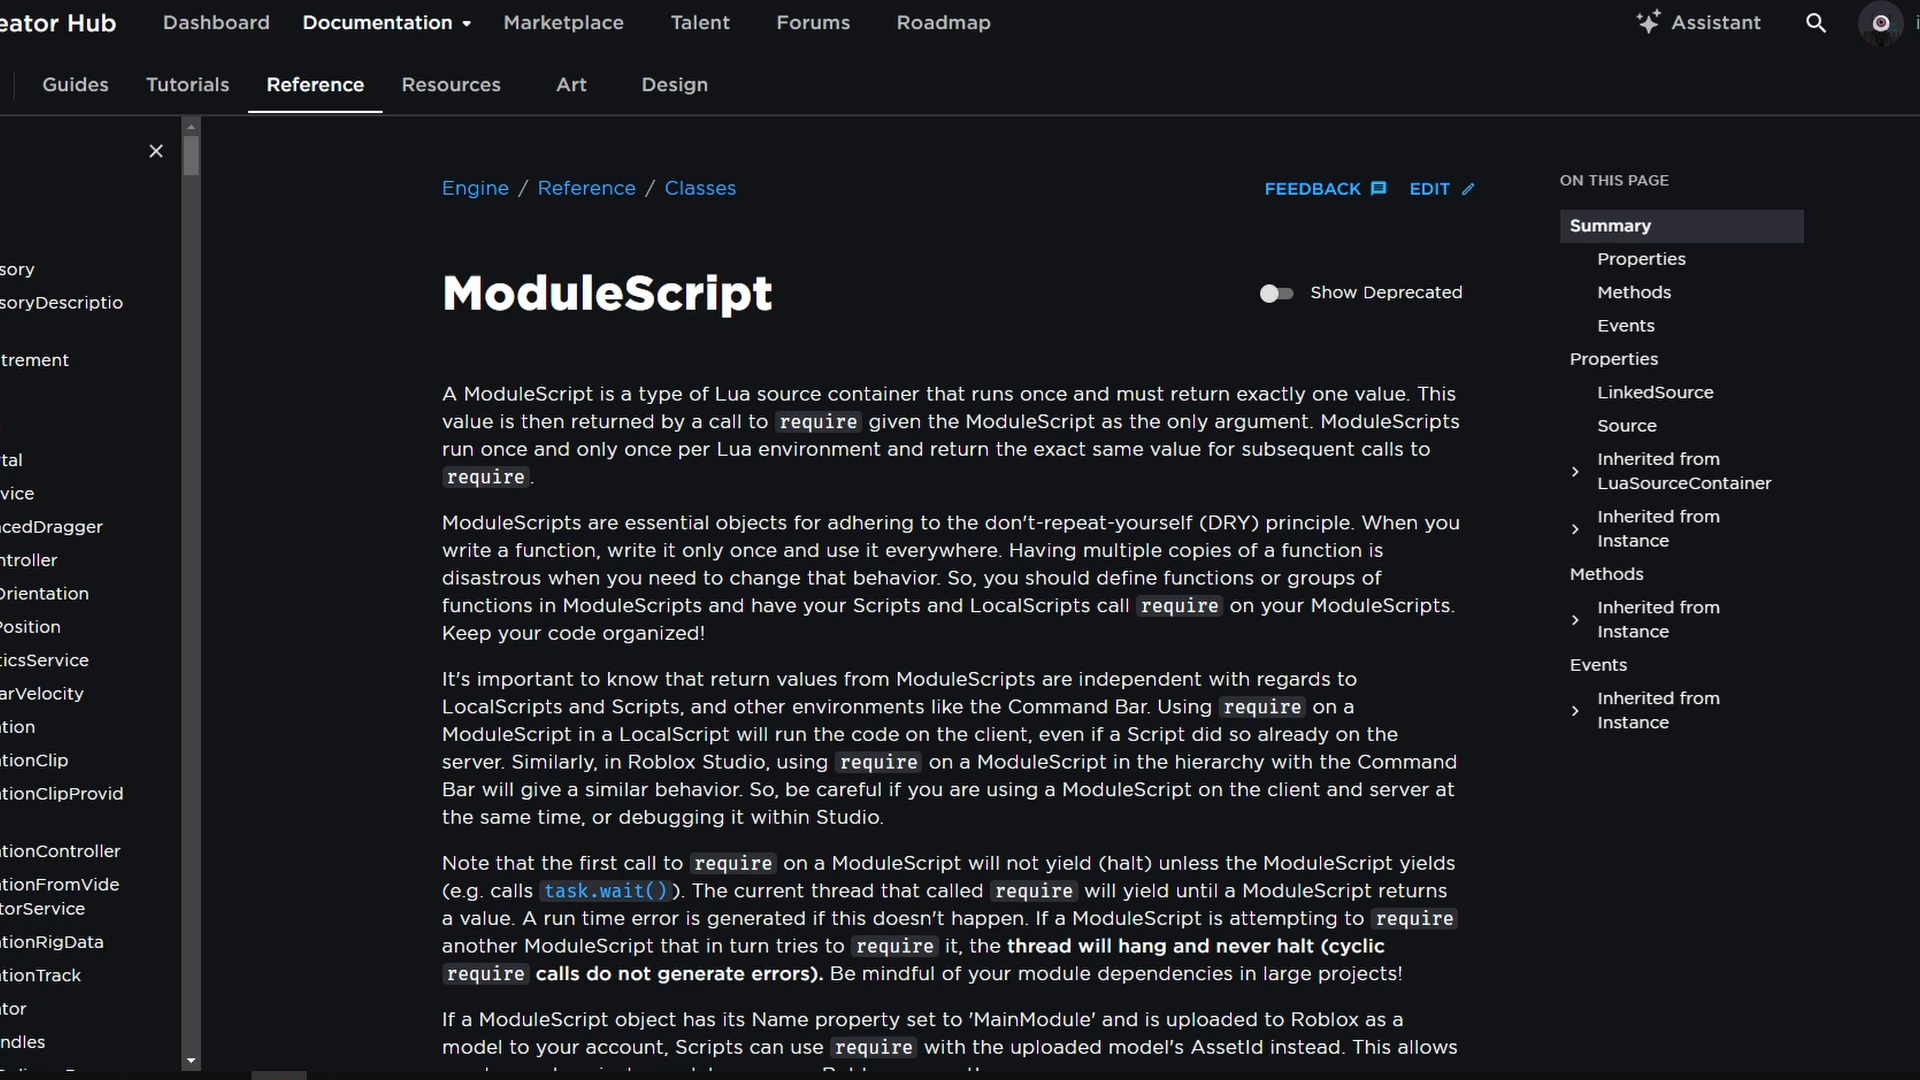 eator Hub
Dashboard
Documentation
Marketplace
Talent
Forums
Roadmap
Assistant
Guides
Tutorials
Reference
Resources
Art
Design
sory
soryDescriptio
trement
tal
vice
cedDragger
ntroller
Orientation
Position
ticsService
arVelocity
tion
tionClip
tionClipProvid
tionController
tionFromVide
torService
tionRigData
tionTrack
tor
ndles
Engine / Reference / Classes
FEEDBACK
EDIT
ModuleScript
Show Deprecated
A ModuleScript is a type of Lua source container that runs once and must return exactly one value. This
value is then returned by a call to require given the ModuleScript as the only argument. ModuleScripts
run once and only once per Lua environment and return the exact same value for subsequent calls to
require.
ModuleScripts are essential objects for adhering to the don't-repeat-yourself (DRY) principle. When you
write a function, write it only once and use it everywhere. Having multiple copies of a function is
disastrous when you need to change that behavior. So, you should define functions or groups of
functions in ModuleScripts and have your Scripts and LocalScripts call require on your ModuleScripts.
Keep your code organized!
It's important to know that return values from ModuleScripts are independent with regards to
LocalScripts and Scripts, and other environments like the Command Bar. Using require on a
ModuleScript in a LocalScript will run the code on the client, even if a Script did so already on the
server. Similarly, in Roblox Studio, using require on a ModuleScript in the hierarchy with the Command
Bar will give a similar behavior. So, be careful if you are using a ModuleScript on the client and server at
the same time, or debugging it within Studio.
Note that the first call to require on a ModuleScript will not yield (halt) unless the ModuleScript yields
(e.g. calls task.wait()). The current thread that called require will yield until a ModuleScript returns
a value. A run time error is generated if this doesn't happen. If a ModuleScript is attempting to require
another ModuleScript that in turn tries to require it, the thread will hang and never halt (cyclic
require calls do not generate errors). Be mindful of your module dependencies in large projects!
If a ModuleScript object has its Name property set to 'MainModule' and is uploaded to Roblox as a
model to your account, Scripts can use require with the uploaded model's AssetId instead. This allows
ON THIS PAGE
Summary
Properties
Methods
Events
Properties
LinkedSource
Source
Inherited from
LuaSourceContainer
Inherited from
Instance
Methods
Inherited from
Instance
Events
Inherited from
Instance